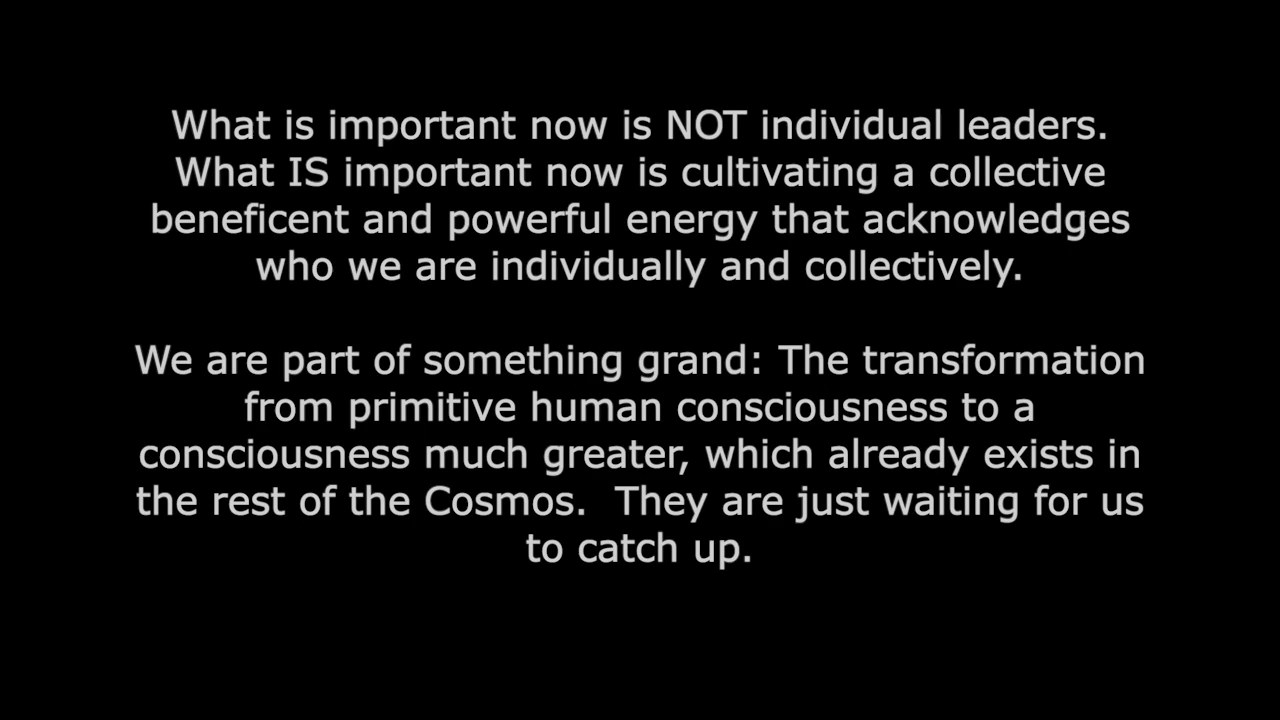 What is important now is NOT individual leaders.
What IS important now is cultivating a collective
beneficent and powerful energy that acknowledges
who we are individually and collectively.
We are part of something grand: The transformation
from primitive human consciousness to a
consciousness much greater, which already exists in
the rest of the Cosmos.  They are just waiting for us
to catch up.